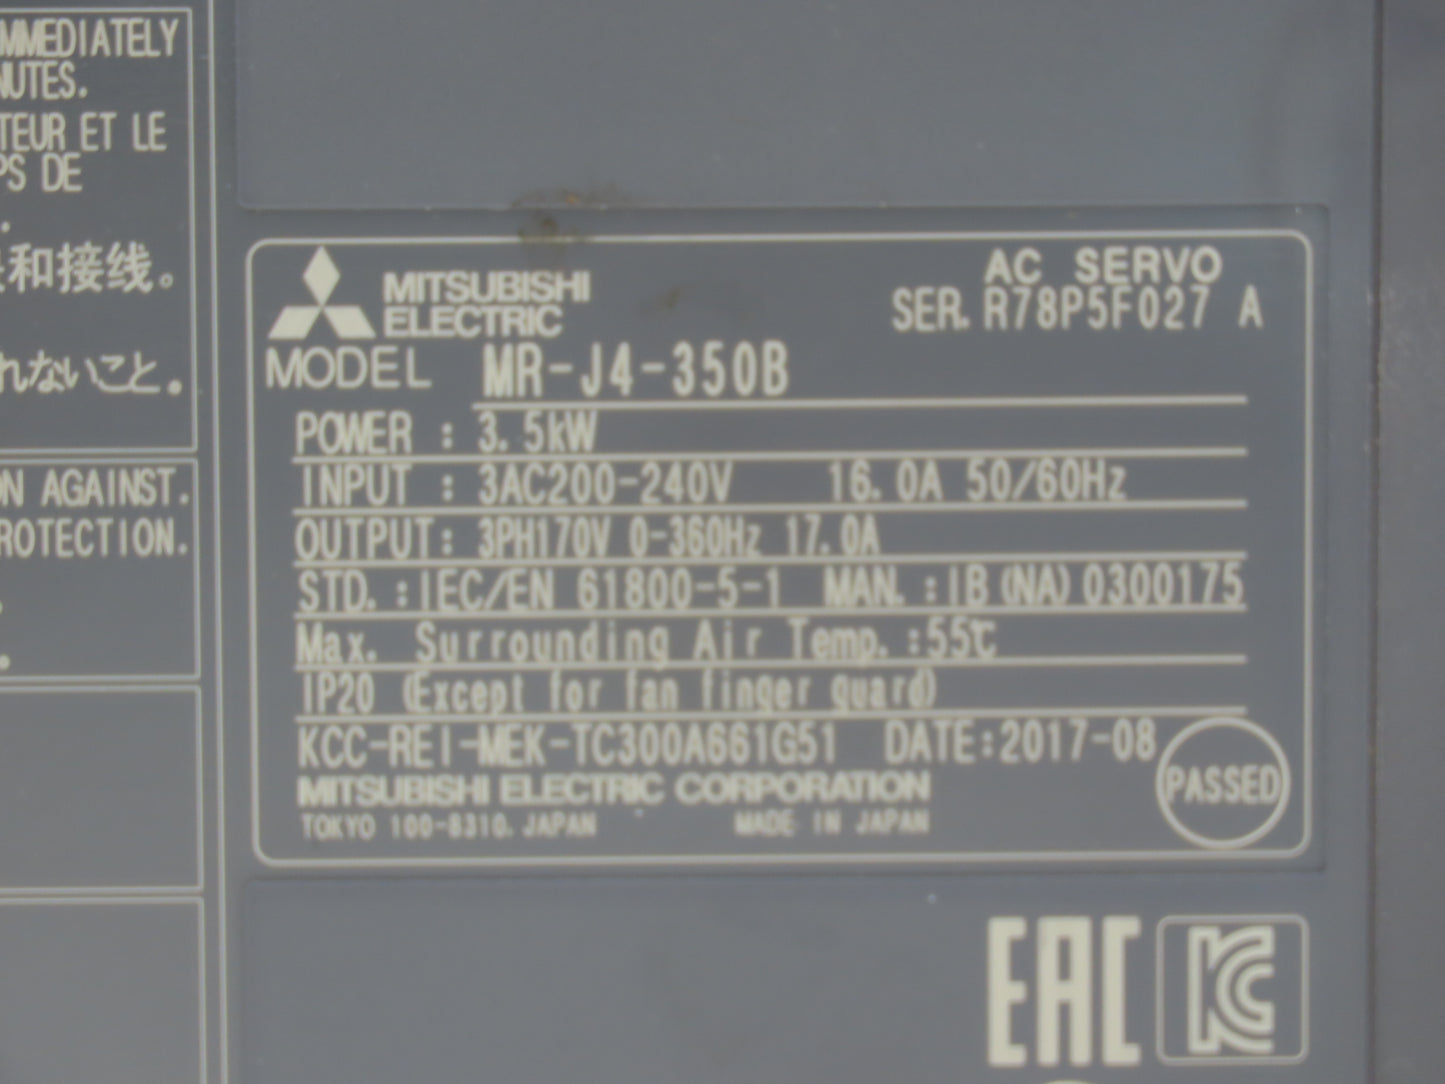 IMMEDIATELY
NUTES.
TEUR ET LE
PS DE
.
和接线。
れないこと。
ON AGAINST.
ROTECTION.
.
。
MITSUBISHI
ELECTRIC
AC SERVO
SER. R78P5F027 A
MODEL MR-J4-350B
POWER : 3.5kW
INPUT : 3AC200-240V 16.0A 50/60Hz
OUTPUT: 3PH170V 0-360Hz 17.0A
STD.:IEC/EN 61800-5-1 MAN.:IB(NA)0300175
Max. Surrounding Air Temp.:55℃
IP20 (Except for fan finger guard)
KCC-REI-MEK-TC300A661G51 DATE:2017-08
PASSED
MITSUBISHI ELECTRIC CORPORATION
TOKYO 100-8310, JAPAN MADE IN JAPAN
EAC
KC